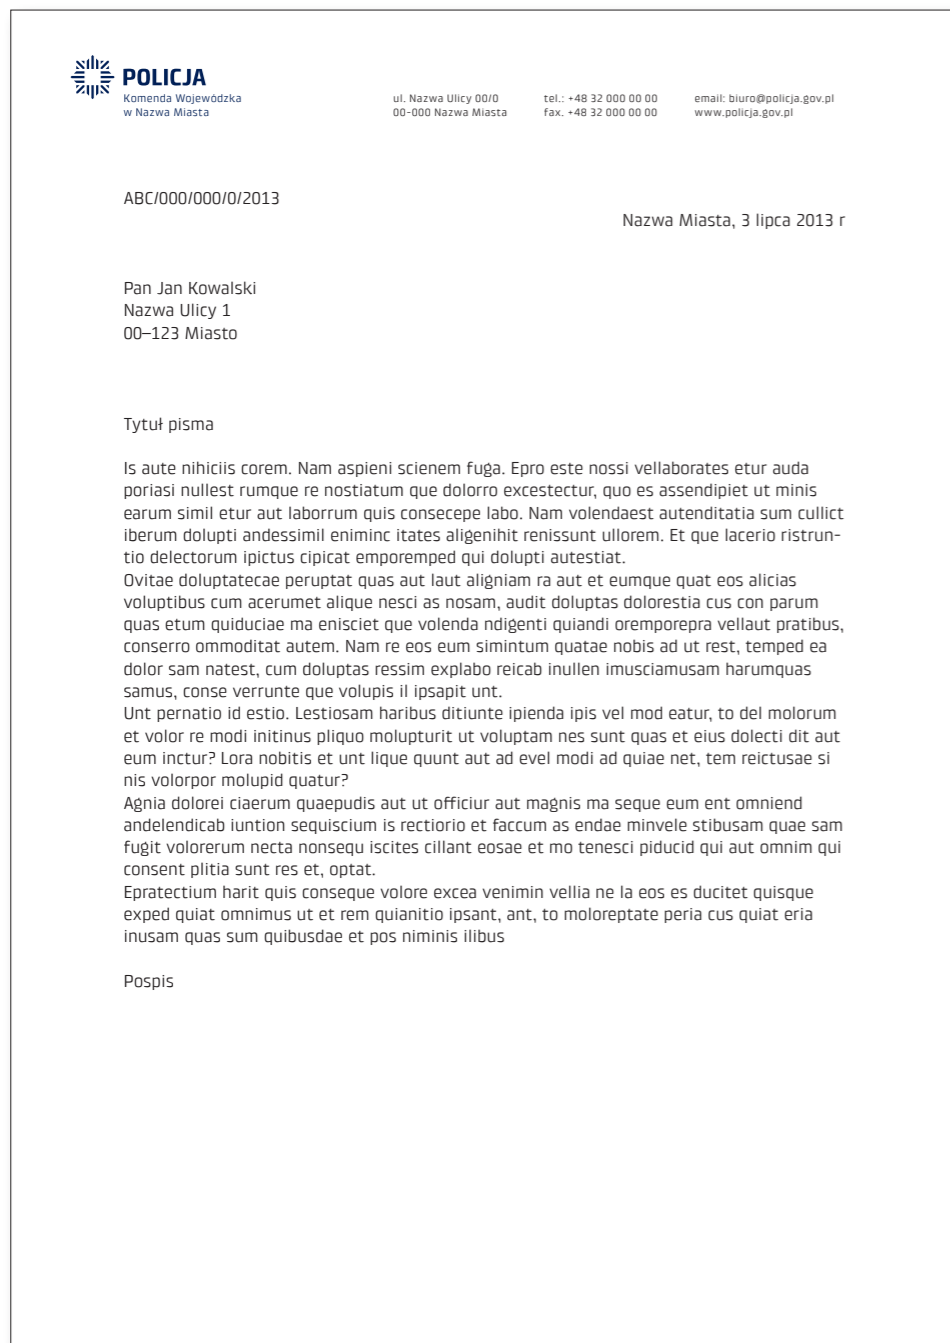 POLICJA
Komenda Wojewódzka
w Nazwa Miasta
ul. Nazwa Ulicy 00/0
00-000 Nazwa Miasta
tel.: +48 32 000 00 00
fax. +48 32 000 00 00
email: biuro@policja.gov.pl
www.policja.gov.pl
ABC/000/000/0/2013
Nazwa Miasta, 3 lipca 2013 r
Pan Jan Kowalski
Nazwa Ulicy 1
00–123 Miasto
Tytuł pisma
Is aute nihiciis corem. Nam aspieni scienem fuga. Epro este nossi vellaborates etur auda
poriasi nullest rumque re nostiatum que dolorro excestectur, quo es assendipiet ut minis
earum simil etur aut laborrum quis consecepe labo. Nam volendaest autenditatia sum cullict
iberum dolupti andessimil eniminc itates aligenihit renissunt ullorem. Et que lacerio ristrun-
tio delectorum ipictus cipicat emporemped qui dolupti autestiat.
Ovitae doluptatecae peruptat quas aut laut aligniam ra aut et eumque quat eos alicias
voluptibus cum acerumet alique nesci as nosam, audit doluptas dolorestia cus con parum
quas etum quiduciae ma enisciet que volenda ndigenti quiandi oremporepra vellaut pratibus,
conserro ommoditat autem. Nam re eos eum simintum quatae nobis ad ut rest, temped ea
dolor sam natest, cum doluptas ressim explabo reicab inullen imusciamusam harumquas
samus, conse verrunte que volupis il ipsapit unt.
Unt pernatio id estio. Lestiosam haribus ditiunte ipienda ipis vel mod eatur, to del molorum
et volor re modi initinus pliquo molupturit ut voluptam nes sunt quas et eius dolecti dit aut
eum inctur? Lora nobitis et unt lique quunt aut ad evel modi ad quiae net, tem reictusae si
nis volorpor molupid quatur?
Agnia dolorei ciaerum quaepudis aut ut officiur aut magnis ma seque eum ent omniend
andelendicab iuntion sequiscium is rectiorio et faccum as endae minvele stibusam quae sam
fugit volorerum necta nonsequ iscites cillant eosae et mo tenesci piducid qui aut omnim qui
consent plitia sunt res et, optat.
Epratectium harit quis conseque volore excea venimin vellia ne la eos es ducitet quisque
exped quiat omnimus ut et rem quianitio ipsant, ant, to moloreptate peria cus quiat eria
inusam quas sum quibusdae et pos niminis ilibus
Pospis